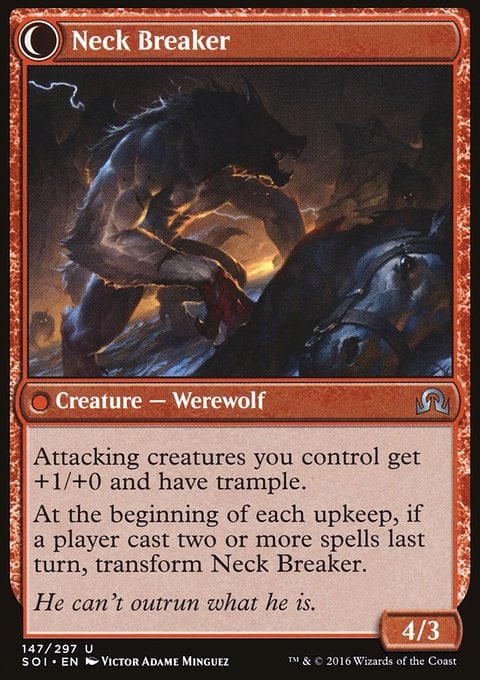 Neck Breaker
Creature — Werewolf
Attacking creatures you control get
+1/+0 and have trample.
At the beginning of each upkeep, if
a player cast two or more spells last
turn, transform Neck Breaker.
He can't outrun what he is.
4/3
147/297 U
SOI • EN Victor Adame Minguez
™ & © 2016 Wizards of the Coast